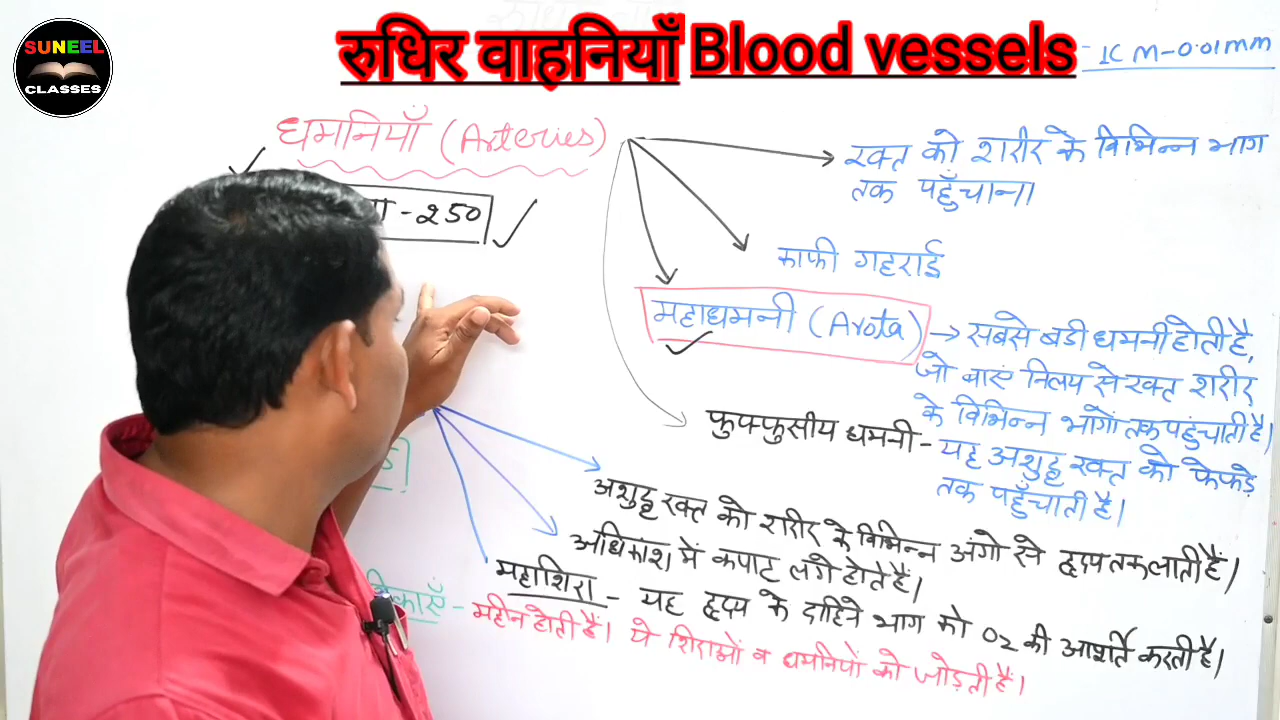 SUNEEL
CLASSES
रुधिर वाहनियाँ Blood vessels
1C M-0.01mm
धमनियाँ (Arteries)
-250
रक्त को शरीर के विभिन्न भाग
तक पहुँचाना
काफी गहराई
महाधमनी (Arota) → सबसे बडी धमनी होती है,
जो बाएं निलय से रक्त शरीर
के विभिन्न भागों तक पहुंचाती है।
फुफ्फुसीय धमनी - यह अशुद्ध रक्त को फेफड़े
तक पहुँचाती है।
अशुद्ध रक्त को शरीर के विभिन्न अंगो से हृदय तक लाती हैं।
अधिकांश में कपाट लगे होते हैं।
महाशिरा - यह हृदय के दाहिने भाग को O2 की आपूर्ति करती है।
काएँ - महीन होती हैं। ये शिराओं व धमनियों को जोड़ती हैं।